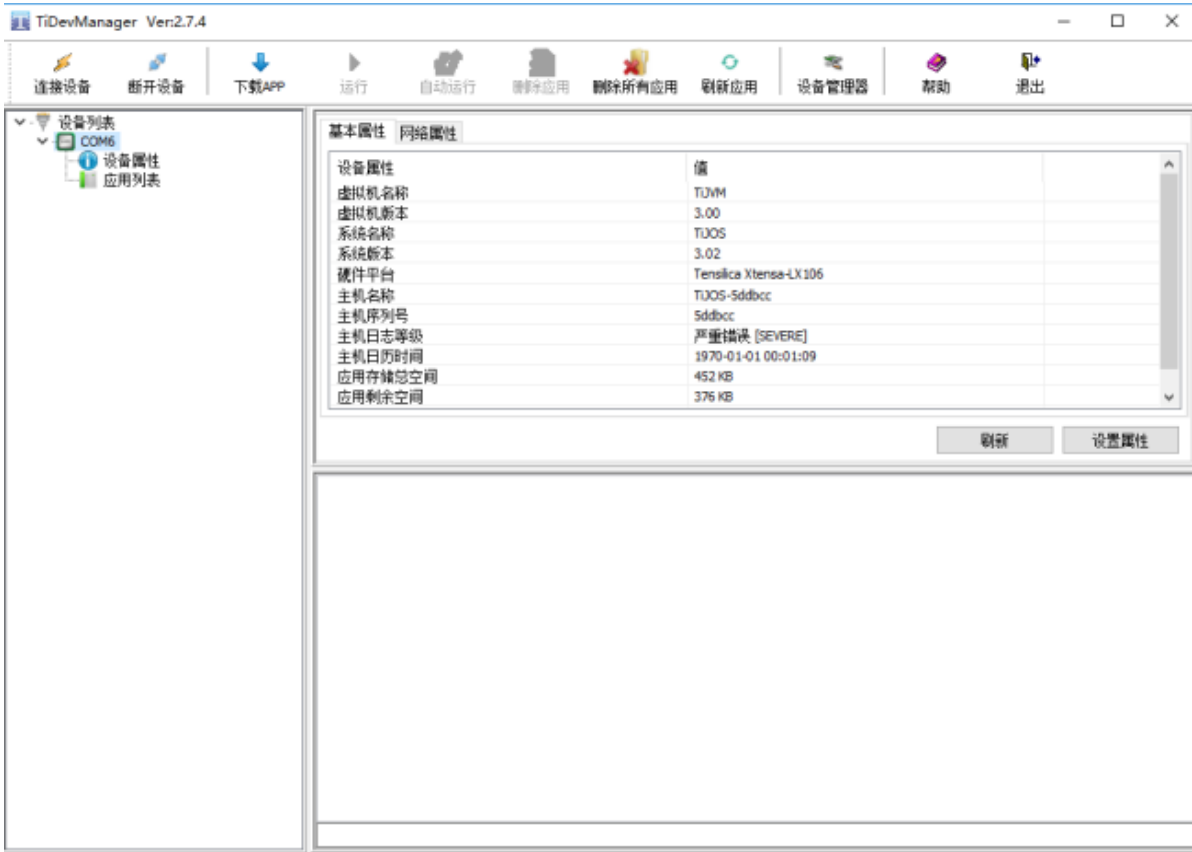 TiDevManager Ver:2.7.4
连接设备 断开设备 下载APP 运行 自动运行 删除应用 删除所有应用 刷新应用 设备管理器 帮助 退出
设备列表
COM6
设备属性
应用列表
基本属性 网络属性
设备属性 值
虚拟机名称 TiJVM
虚拟机版本 3.00
系统名称 TiJOS
系统版本 3.02
硬件平台 Tensilica Xtensa-LX106
主机名称 TiJOS-5ddbcc
主机序列号 5ddbcc
主机日志等级 严重错误 [SEVERE]
主机日历时间 1970-01-01 00:01:09
应用存储总空间 452 KB
应用剩余空间 376 KB
刷新 设置属性